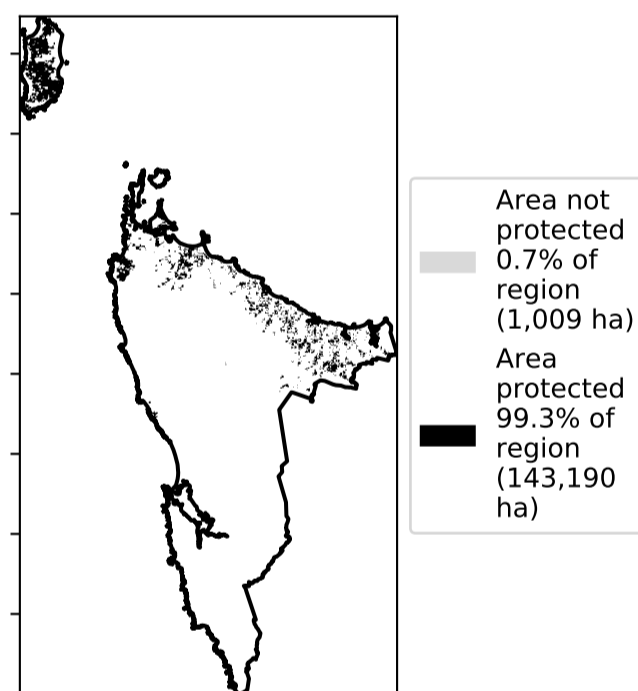 Area not
protected
0.7% of
region
(1,009 ha)
Area
protected
99.3% of
region
(143,190
ha)